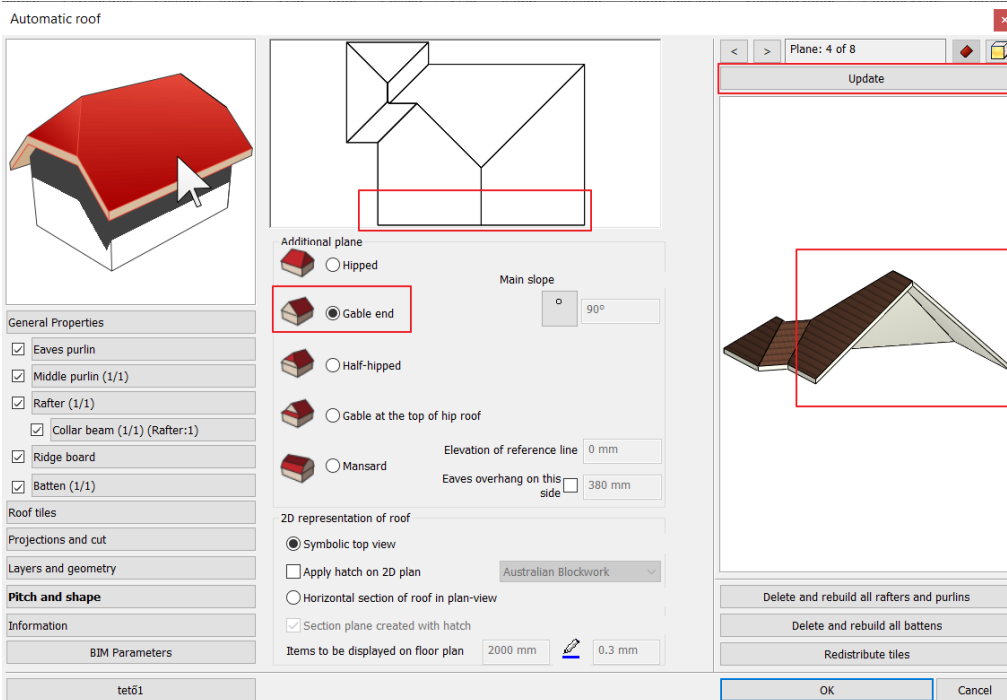 Automatic roof
< > Plane: 4 of 8
Update
Additional plane
Hipped
Main slope
Gable end
° 90°
Half-hipped
Gable at the top of hip roof
Elevation of reference line 0 mm
Mansard
Eaves overhang on this
side 380 mm
General Properties
Eaves purlin
Middle purlin (1/1)
Rafter (1/1)
Collar beam (1/1) (Rafter:1)
Ridge board
Batten (1/1)
Roof tiles
Projections and cut
Layers and geometry
Pitch and shape
Information
BIM Parameters
2D representation of roof
Symbolic top view
Apply hatch on 2D plan Australian Blockwork
Horizontal section of roof in plan-view
Section plane created with hatch
Items to be displayed on floor plan 2000 mm 0.3 mm
Delete and rebuild all rafters and purlins
Delete and rebuild all battens
Redistribute tiles
tető1
OK Cancel